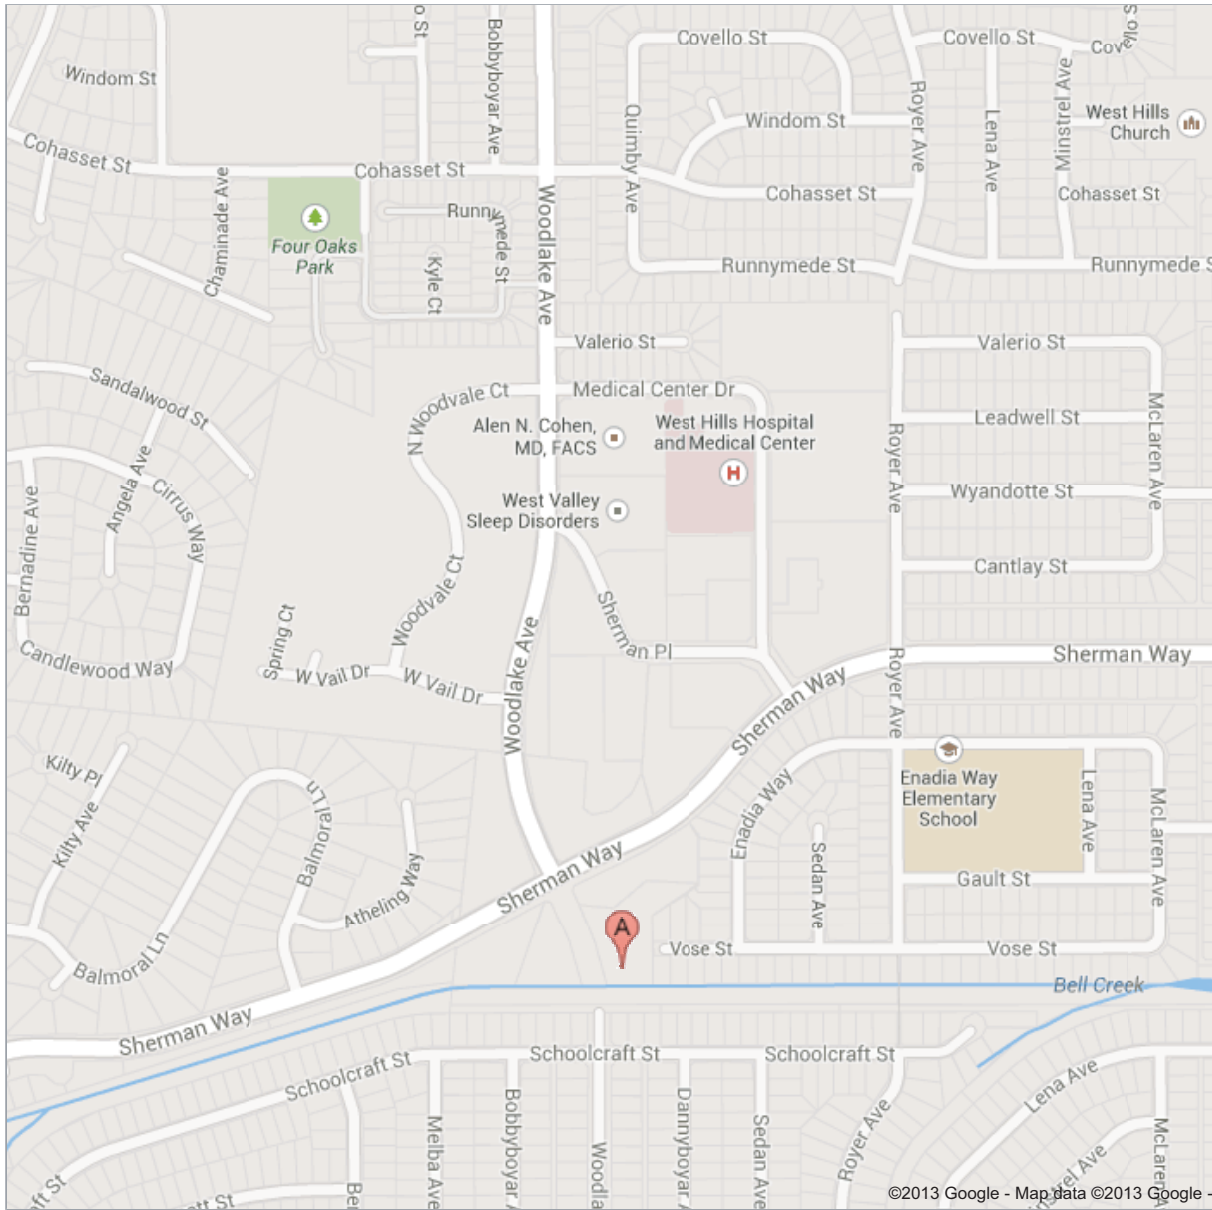 o St
Bobbyboyar Ave
Covello St
Covello St
Covello
Windom St
Quimby Ave
Windom St
Royer Ave
Lena Ave
Minstrel Ave
West Hills
Church
Cohasset St
Cohasset St
Cohasset St
Cohasset St
Chaminade Ave
Four Oaks
Park
Runnymede St
Kyle Ct
Woodlake Ave
Runnymede St
Runnymede S
Valerio St
Valerio St
Sandalwood St
N Woodvale Ct
Medical Center Dr
Alen N. Cohen,
MD, FACS
West Hills Hospital
and Medical Center
H
Leadwell St
McLaren Ave
Royer Ave
Angela Ave
Cirrus Way
Bernadine Ave
West Valley
Sleep Disorders
Wyandotte St
Cantlay St
Woodvale Ct
Sherman Pl
Spring Ct
Candlewood Way
W Vail Dr
W Vail Dr
Woodlake Ave
Sherman Way
Royer Ave
Sherman Way
Kilty Pl
Kilty Ave
Balmoral Ln
Enadia Way
Enadia Way
Elementary
School
Lena Ave
McLaren Ave
Sedan Ave
Atheling Way
Sherman Way
Gault St
A
Balmoral Ln
Vose St
Vose St
Bell Creek
Sherman Way
Schoolcraft St
Schoolcraft St
Schoolcraft St
Lena Ave
Melba Ave
Bobbyboyar A
Woodla
Dannyboyar A
Sedan Ave
Royer Ave
McLaren A
aft St
tt St
Be
©2013 Google - Map data ©2013 Google -